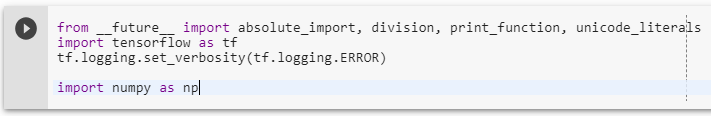 from __future__ import absolute_import, division, print_function, unicode_literals
import tensorflow as tf
tf.logging.set_verbosity(tf.logging.ERROR)
import numpy as np